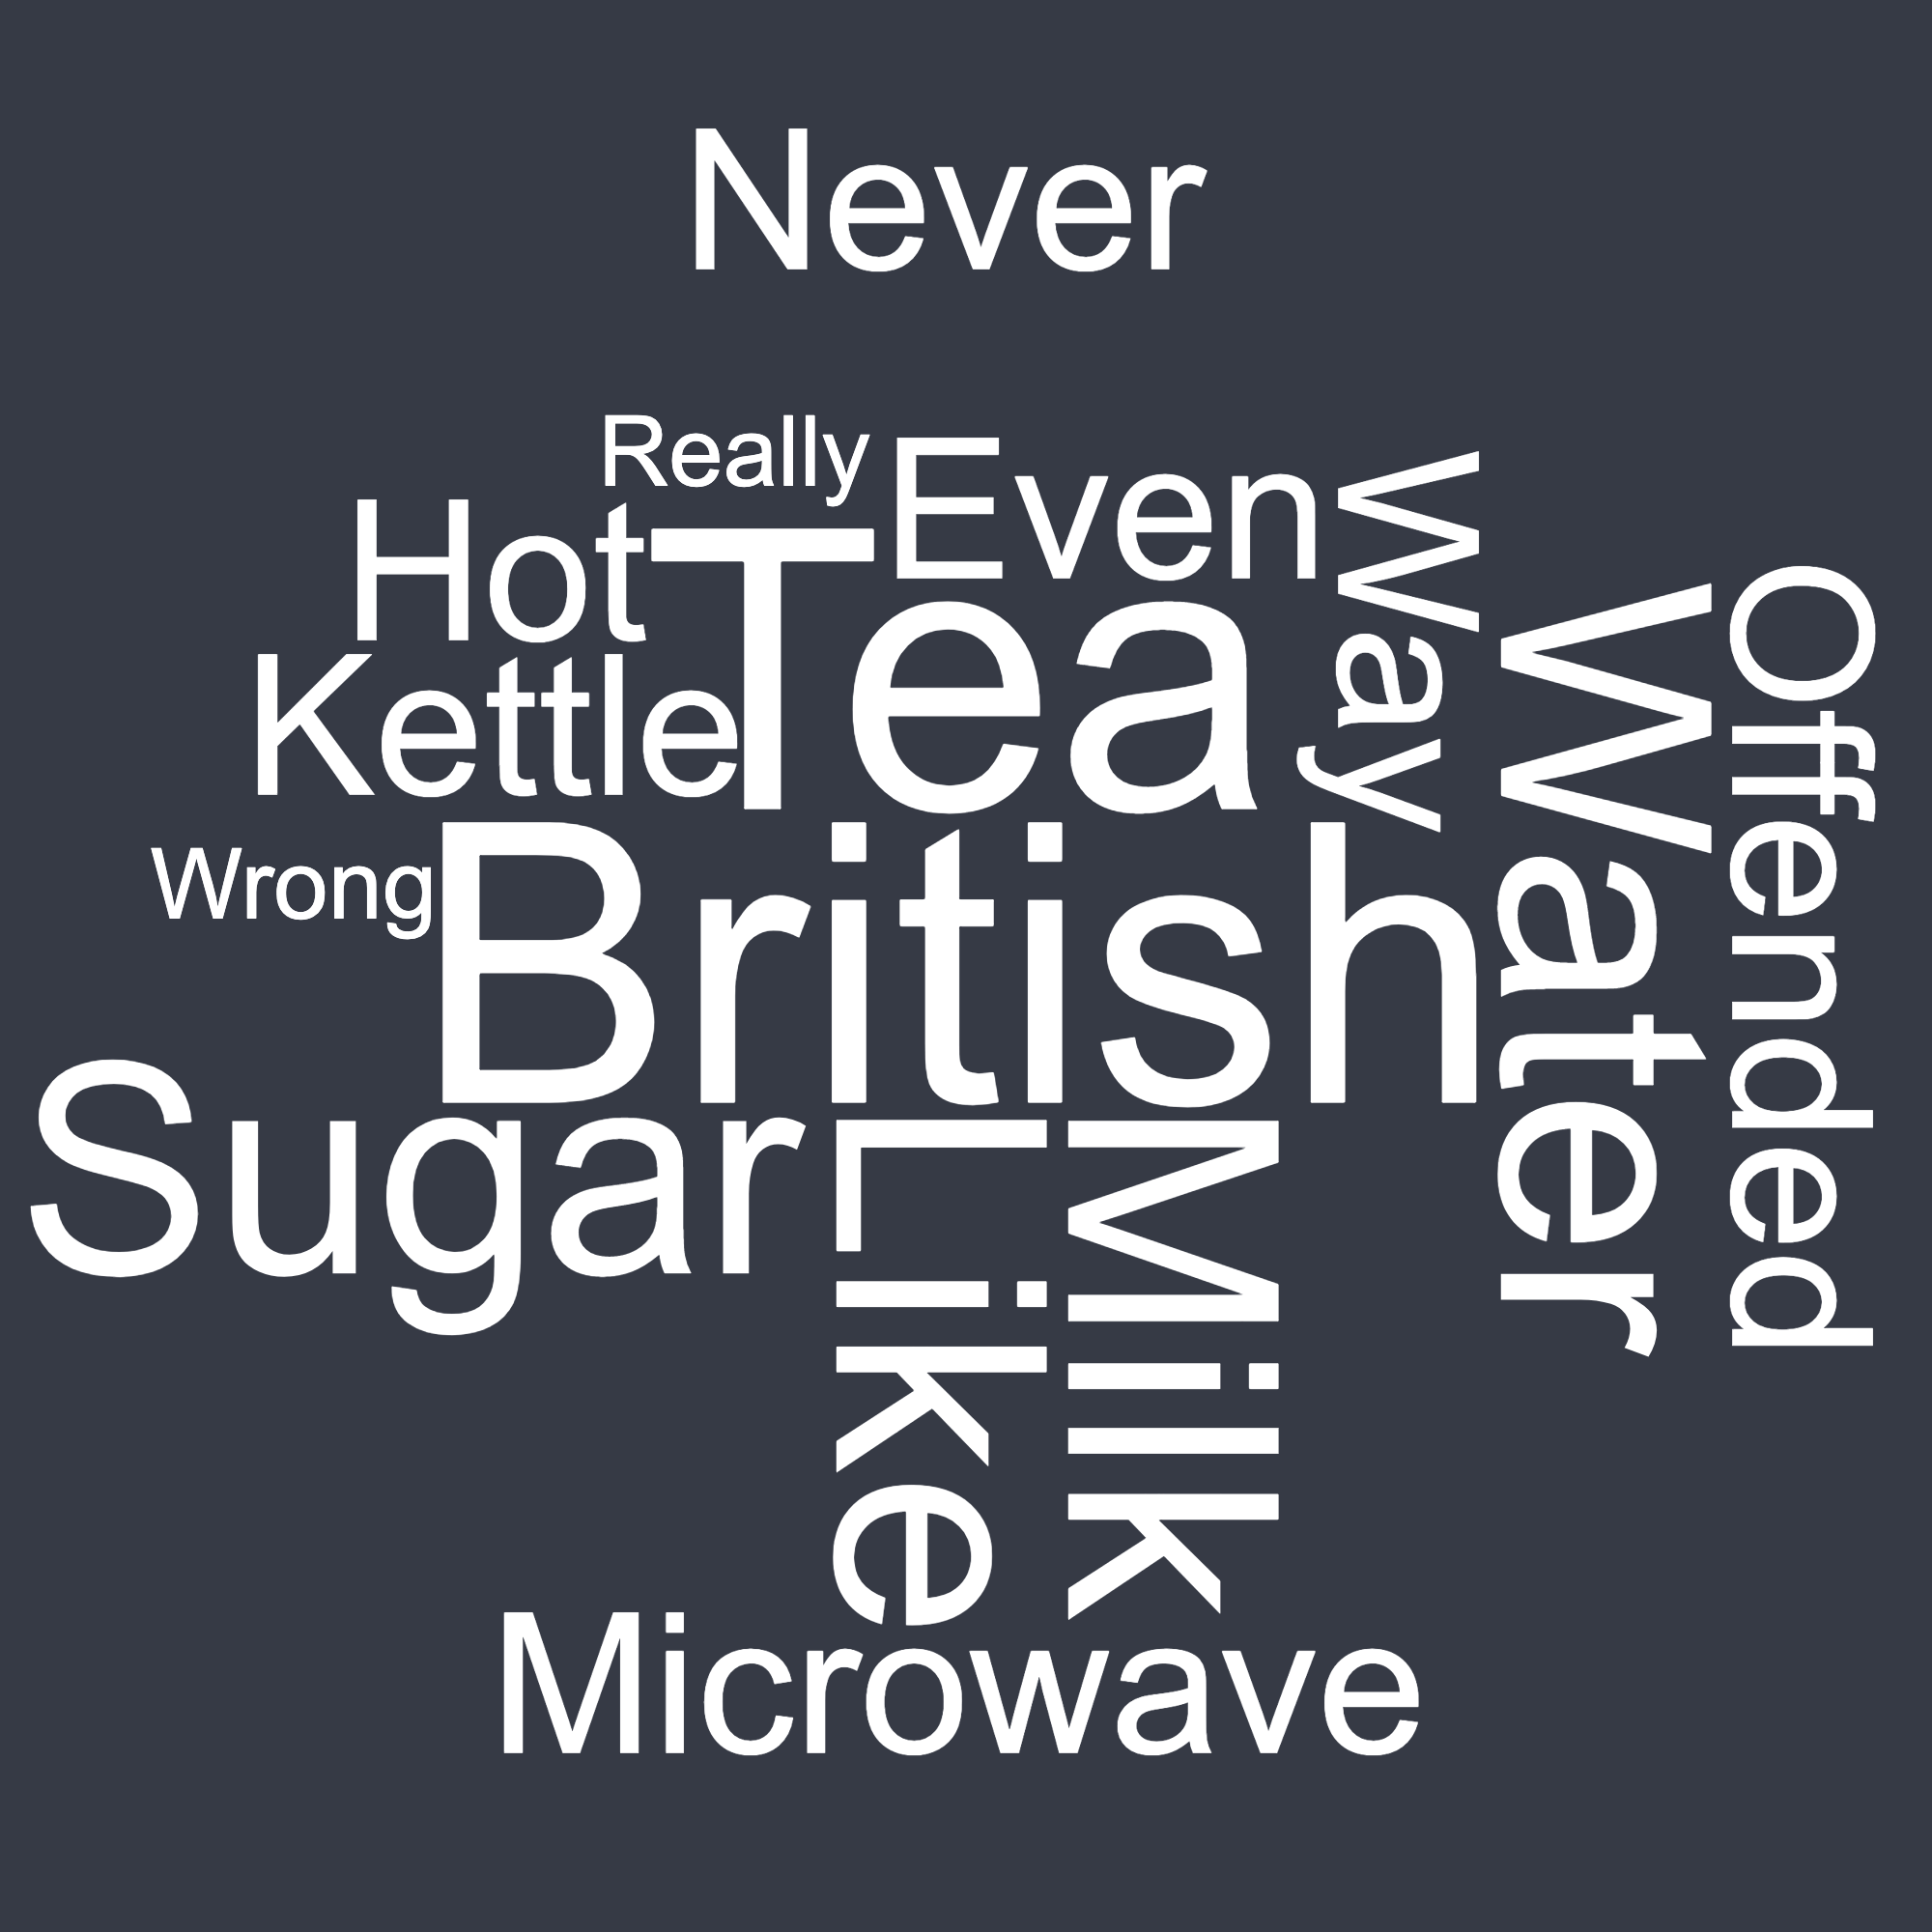 Never
Really
Even
Way
Hot
Tea
Offended
Water
Kettle
Wrong
British
Sugar
Like
Milk
Microwave